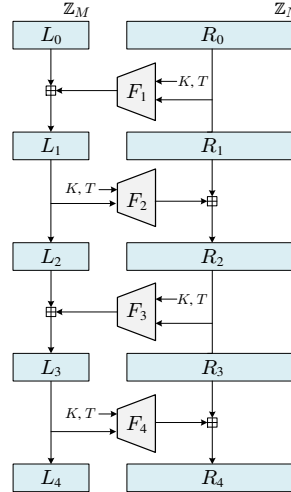 ℤ_M ℤ_N
L_0 R_0
K, T
F_1
L_1 R_1
K, T
F_2
L_2 R_2
K, T
F_3
L_3 R_3
K, T
F_4
L_4 R_4